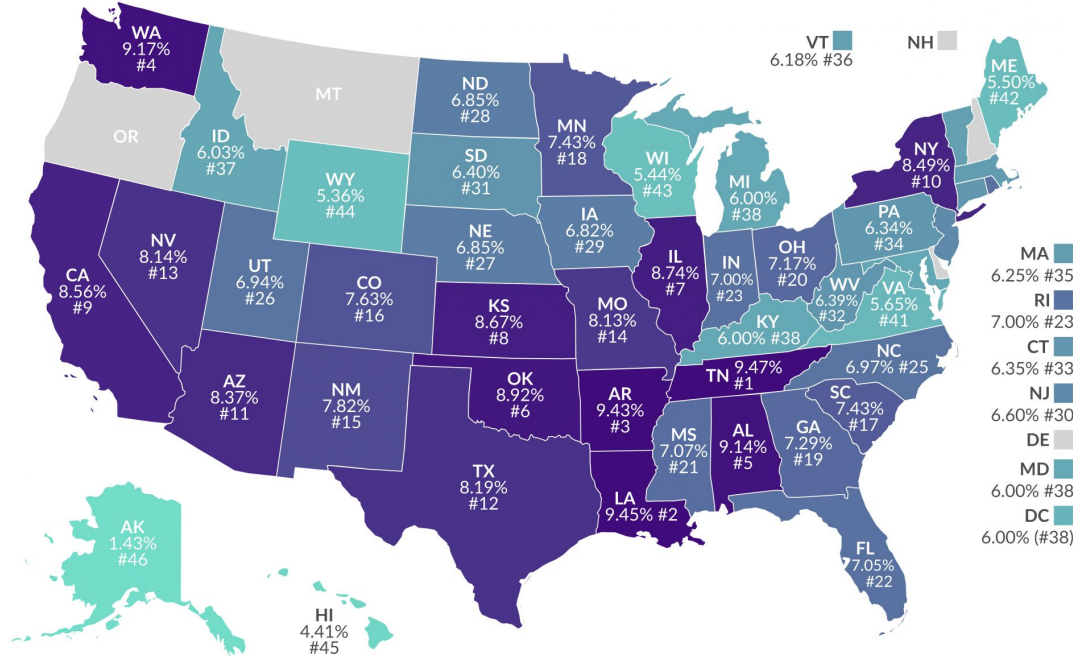 WA
9.17%
#4
VT
6.18% #36
NH
ME
5.50%
#42
MT
ND
6.85%
#28
OR
ID
6.03%
#37
MN
7.43%
#18
WI
5.44%
#43
NY
8.49%
#10
SD
6.40%
#31
MI
6.00%
#38
WY
5.36%
#44
IA
6.82%
#29
PA
6.34%
#34
NE
6.85%
#27
NV
8.14%
#13
UT
6.94%
#26
CO
7.63%
#16
CA
8.56%
#9
IL
8.74%
#7
IN
7.00%
#23
OH
7.17%
#20
WV
6.39%
#32
VA
5.65%
#41
MA
6.25% #35
RI
7.00% #23
CT
6.35% #33
NJ
6.60% #30
DE
MD
6.00% #38
DC
6.00% (#38)
KS
8.67%
#8
MO
8.13%
#14
KY
6.00% #38
NC
6.97% #25
TN 9.47%
#1
AZ
8.37%
#11
NM
7.82%
#15
OK
8.92%
#6
AR
9.43%
#3
SC
7.43%
#17
MS
7.07%
#21
AL
9.14%
#5
GA
7.29%
#19
TX
8.19%
#12
LA
9.45% #2
FL
7.05%
#22
AK
1.43%
#46
HI
4.41%
#45